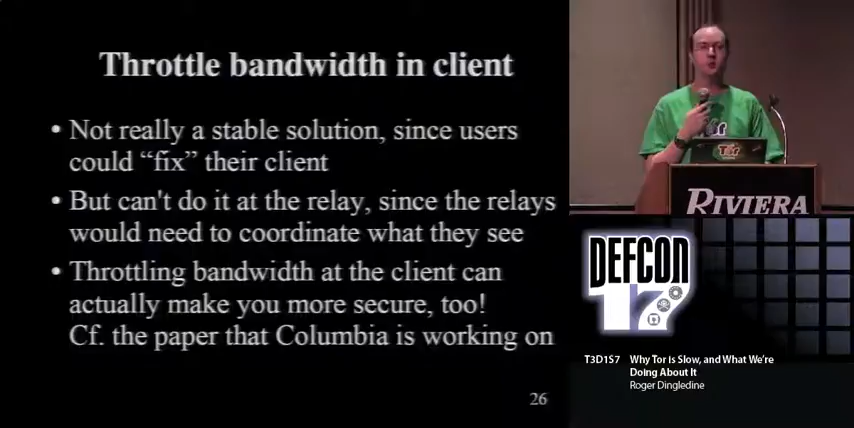 Throttle bandwidth in client
• Not really a stable solution, since users
could “fix” their client
• But can't do it at the relay, since the relays
would need to coordinate what they see
• Throttling bandwidth at the client can
actually make you more secure, too!
Cf. the paper that Columbia is working on
26
Tor
RIVIERA
DEFCON
17
T3D1S7 Why Tor is Slow, and What We're
Doing About It
Roger Dingledine